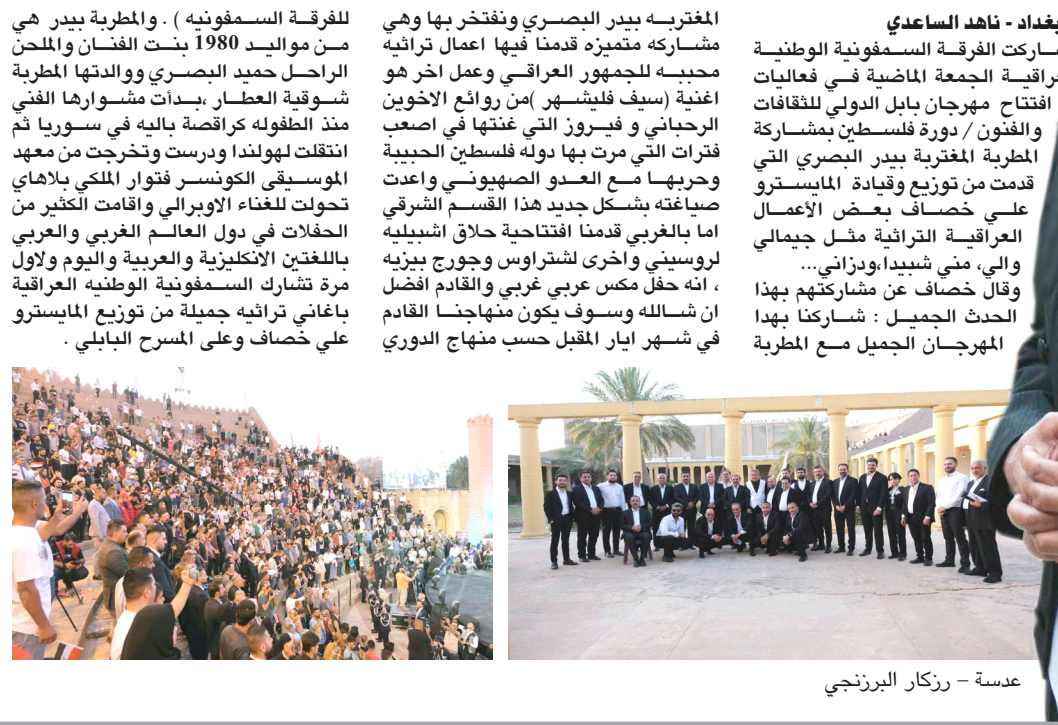 بغداد - ناهد الساعدي
شاركت الفرقة السمفونية الوطنية
العراقية الجمعة الماضية في فعاليات
افتتاح مهرجان بابل الدولي للثقافات
والفنون / دورة فلسطين بمشاركة
المطربة المغتربة بيدر البصري التي
قدمت من توزيع وقيادة المايسترو
علي خصاف بعض الأعمال
العراقية التراثية مثل جيمالي
والي، مني شبيدا،ودزاني...
وقال خصاف عن مشاركتهم بهذا
الحدث الجميل : شاركنا بهدا
المهرجان الجميل مع المطربة
المغتربه بيدر البصري ونفتخر بها وهي
مشاركه متميزه قدمنا فيها اعمال تراثيه
محببه للجمهور العراقي وعمل اخر هو
اغنية (سيف فليشهر )من روائع الاخوين
الرحباني و فيروز التي غنتها في اصعب
فترات التي مرت بها دوله فلسطين الحبيبة
وحربها مع العدو الصهيوني واعدت
صياغته بشكل جديد هذا القسم الشرقي
اما بالغربي قدمنا افتتاحية حلاق اشبيليه
لروسيني واخرى لشتراوس وجورج بيزيه
، انه حفل مكس عربي غربي والقادم افضل
ان شالله وسوف يكون منهاجنا القادم
في شهر ايار المقبل حسب منهاج الدوري
للفرقة السمفونيه ) . والمطربة بيدر هي
من مواليد 1980 بنت الفنان والملحن
الراحل حميد البصري ووالدتها المطربة
شوقية العطار ،بدأت مشوارها الفني
منذ الطفوله كراقصة باليه في سوريا ثم
انتقلت لهولندا ودرست وتخرجت من معهد
الموسيقى الكونسر فتوار الملكي بلاهاي
تحولت للغناء الاوبرالي واقامت الكثير من
الحفلات في دول العالم الغربي والعربي
باللغتين الانكليزية والعربية واليوم ولاول
مرة تشارك السمفونية الوطنيه العراقية
باغاني تراثيه جميلة من توزيع المايسترو
علي خصاف وعلى المسرح البابلي .
عدسة – رزكار البرزنجي